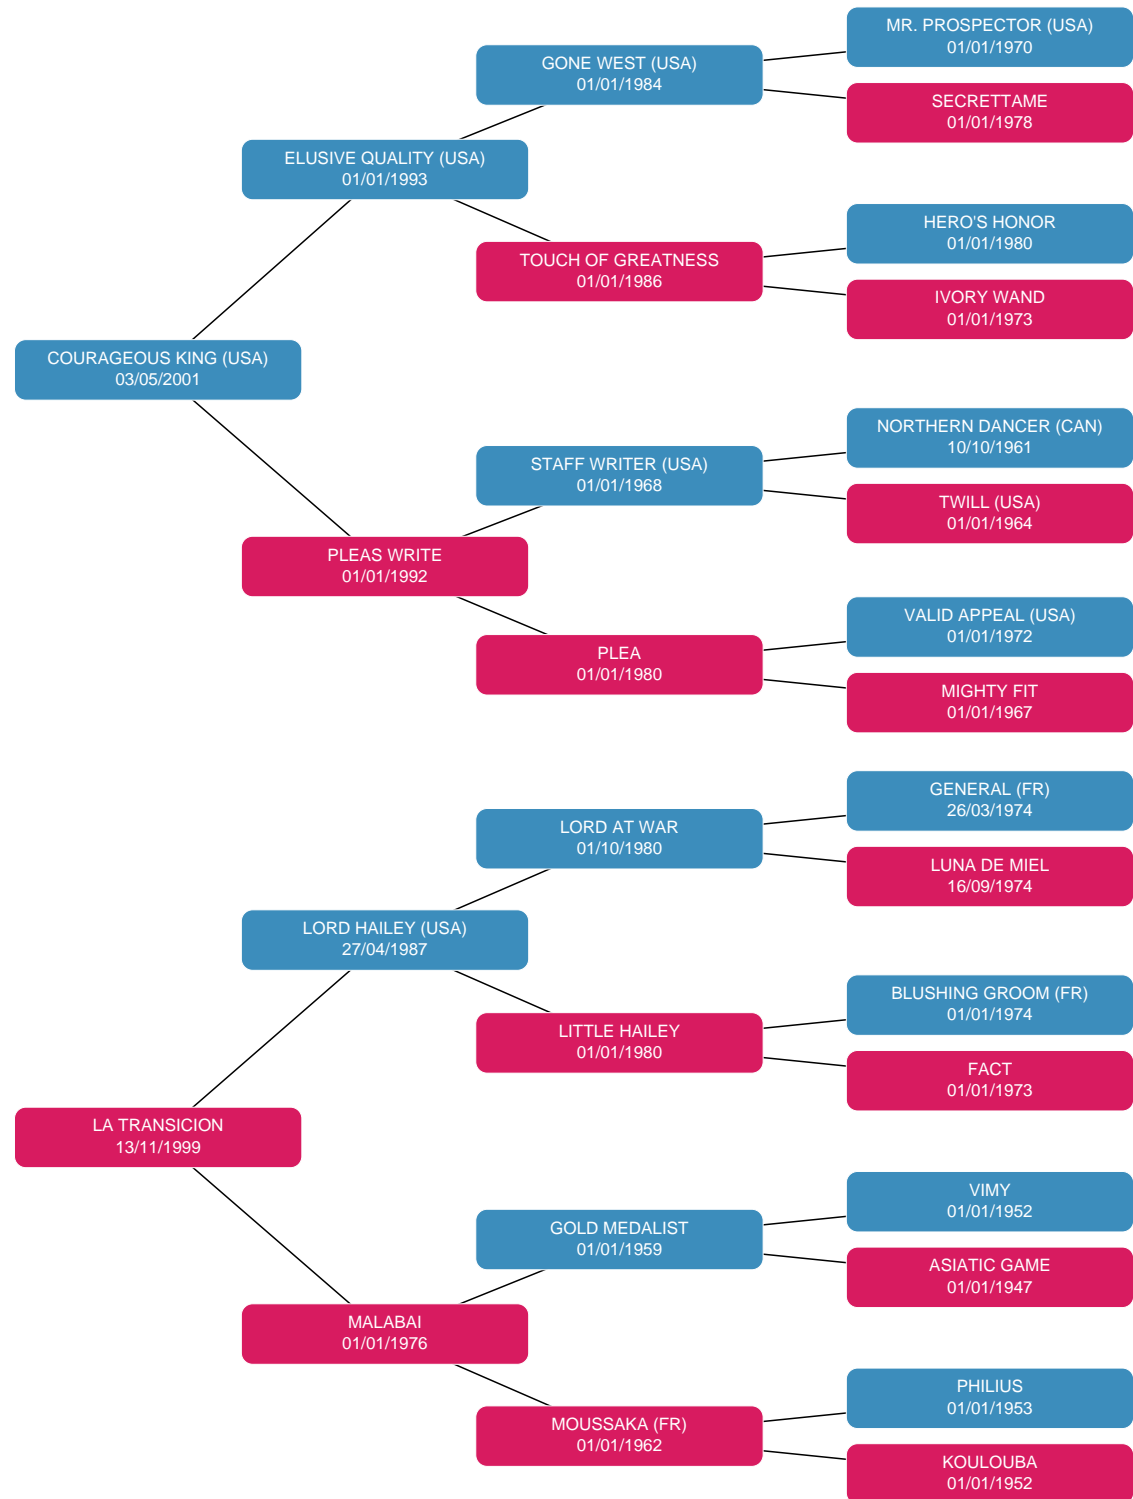 MR. PROSPECTOR (USA)
01/01/1970
GONE WEST (USA)
01/01/1984
SECRETTAME
01/01/1978
ELUSIVE QUALITY (USA)
01/01/1993
HERO'S HONOR
01/01/1980
TOUCH OF GREATNESS
01/01/1986
IVORY WAND
01/01/1973
COURAGEOUS KING (USA)
03/05/2001
NORTHERN DANCER (CAN)
10/10/1961
STAFF WRITER (USA)
01/01/1968
TWILL (USA)
01/01/1964
PLEAS WRITE
01/01/1992
VALID APPEAL (USA)
01/01/1972
PLEA
01/01/1980
MIGHTY FIT
01/01/1967
GENERAL (FR)
26/03/1974
LORD AT WAR
01/10/1980
LUNA DE MIEL
16/09/1974
LORD HAILEY (USA)
27/04/1987
BLUSHING GROOM (FR)
01/01/1974
LITTLE HAILEY
01/01/1980
FACT
01/01/1973
LA TRANSICION
13/11/1999
VIMY
01/01/1952
GOLD MEDALIST
01/01/1959
ASIATIC GAME
01/01/1947
MALABAI
01/01/1976
PHILIUS
01/01/1953
MOUSSAKA (FR)
01/01/1962
KOULOUBA
01/01/1952